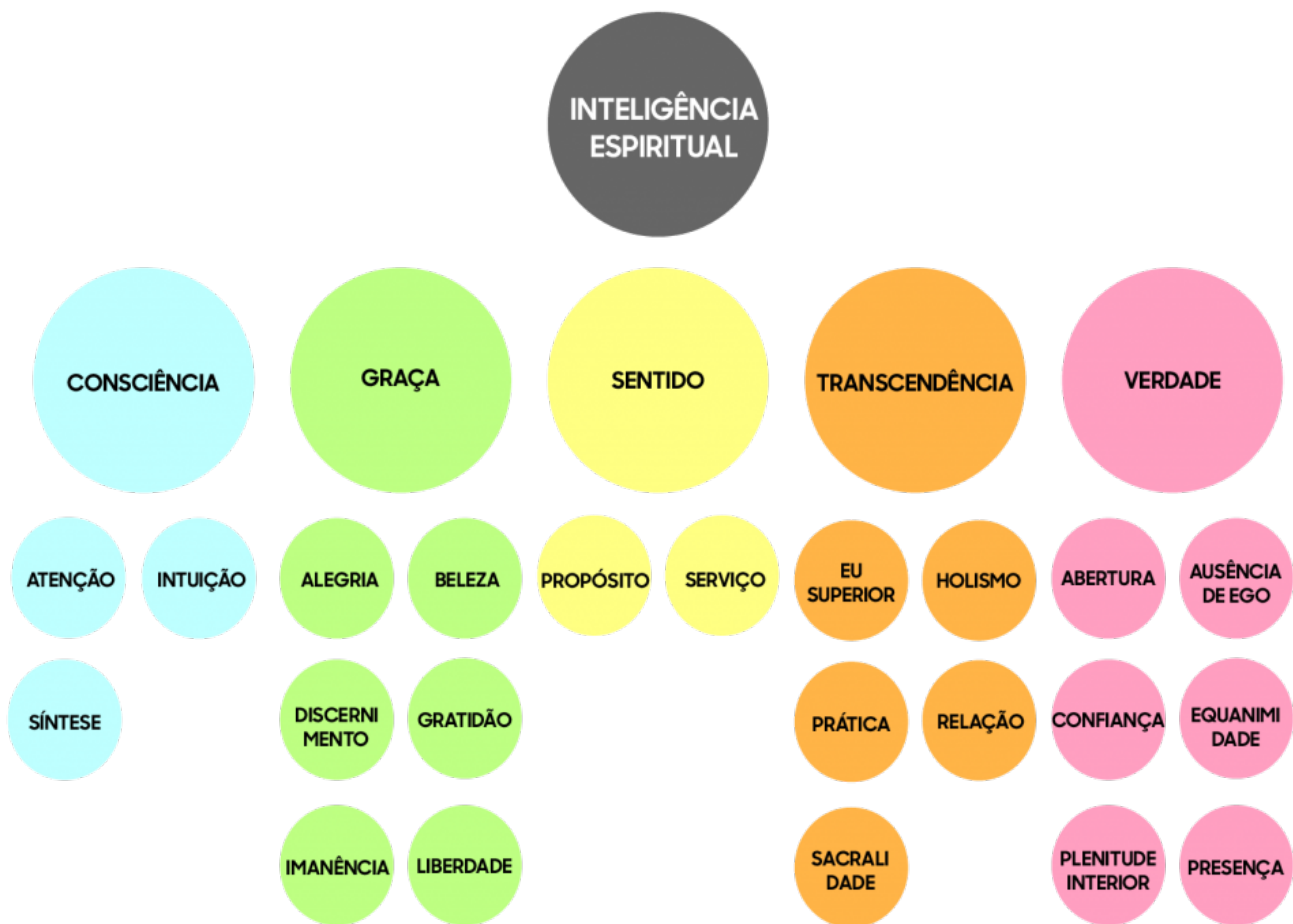 INTELIGÊNCIA
ESPIRITUAL
CONSCIÊNCIA
GRAÇA
SENTIDO
TRANSCENDÊNCIA
VERDADE
ATENÇÃO
INTUIÇÃO
ALEGRIA
BELEZA
PROPÓSITO
SERVIÇO
EU
SUPERIOR
HOLISMO
ABERTURA
AUSÊNCIA
DE EGO
SÍNTESE
DISCERNI
MENTO
GRATIDÃO
PRÁTICA
RELAÇÃO
CONFIANÇA
EQUANIMI
DADE
IMANÊNCIA
LIBERDADE
SACRALI
DADE
PLENITUDE
INTERIOR
PRESENÇA